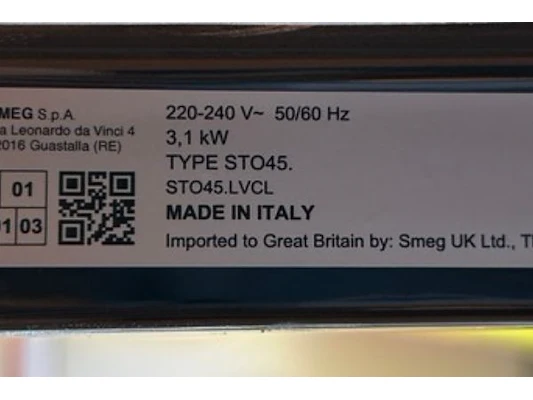 MEG S.p.A.
a Leonardo da Vinci 4
2016 Guastalla (RE)
01
01 03
220-240 V~ 50/60 Hz
3,1 kW
TYPE STO45.
STO45.LVCL
MADE IN ITALY
Imported to Great Britain by: Smeg UK Ltd.,